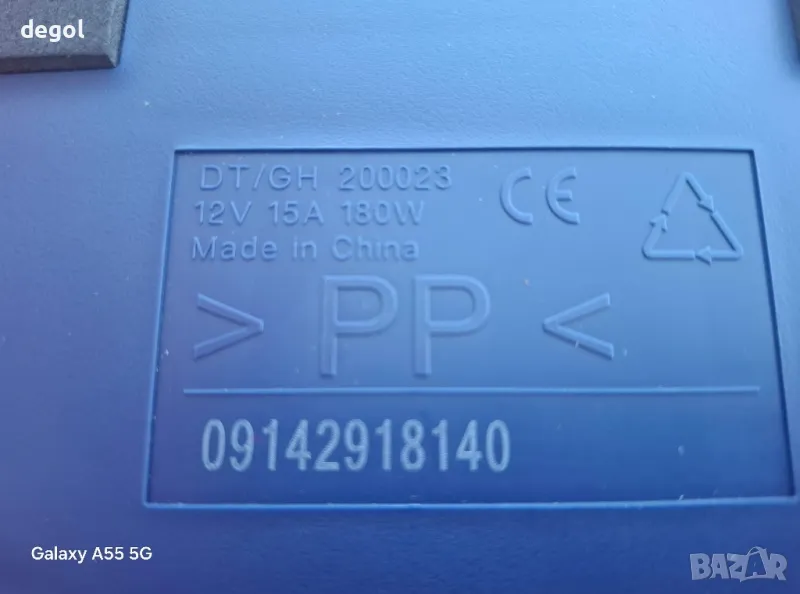 degol
DT/GH 200023
12V 15A 180W
Made in China
CE
> PP <
09142918140
Galaxy A55 5G
BAZAR